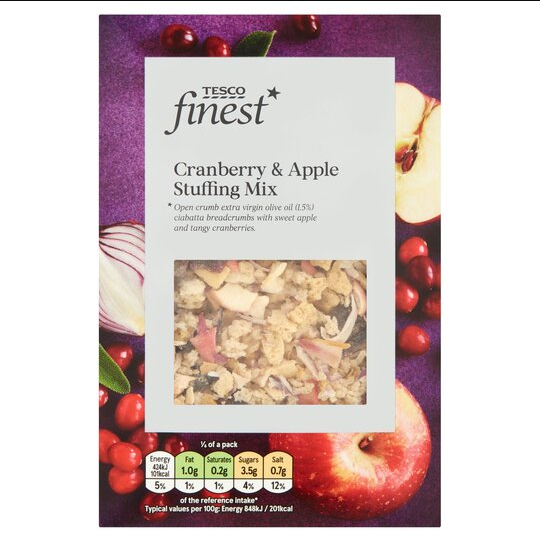 TESCO
finest*
Cranberry & Apple
Stuffing Mix
* Open crumb extra virgin olive oil (1.5%)
ciabatta breadcrumbs with sweet apple
and tangy cranberries.
¼ of a pack
Energy Fat Saturates Sugars Salt
424kJ 101kcal 1.0g 0.2g 3.5g 0.7g
5% 1% 1% 4% 12%
of the reference intake*
Typical values per 100g: Energy 848kJ / 201kcal